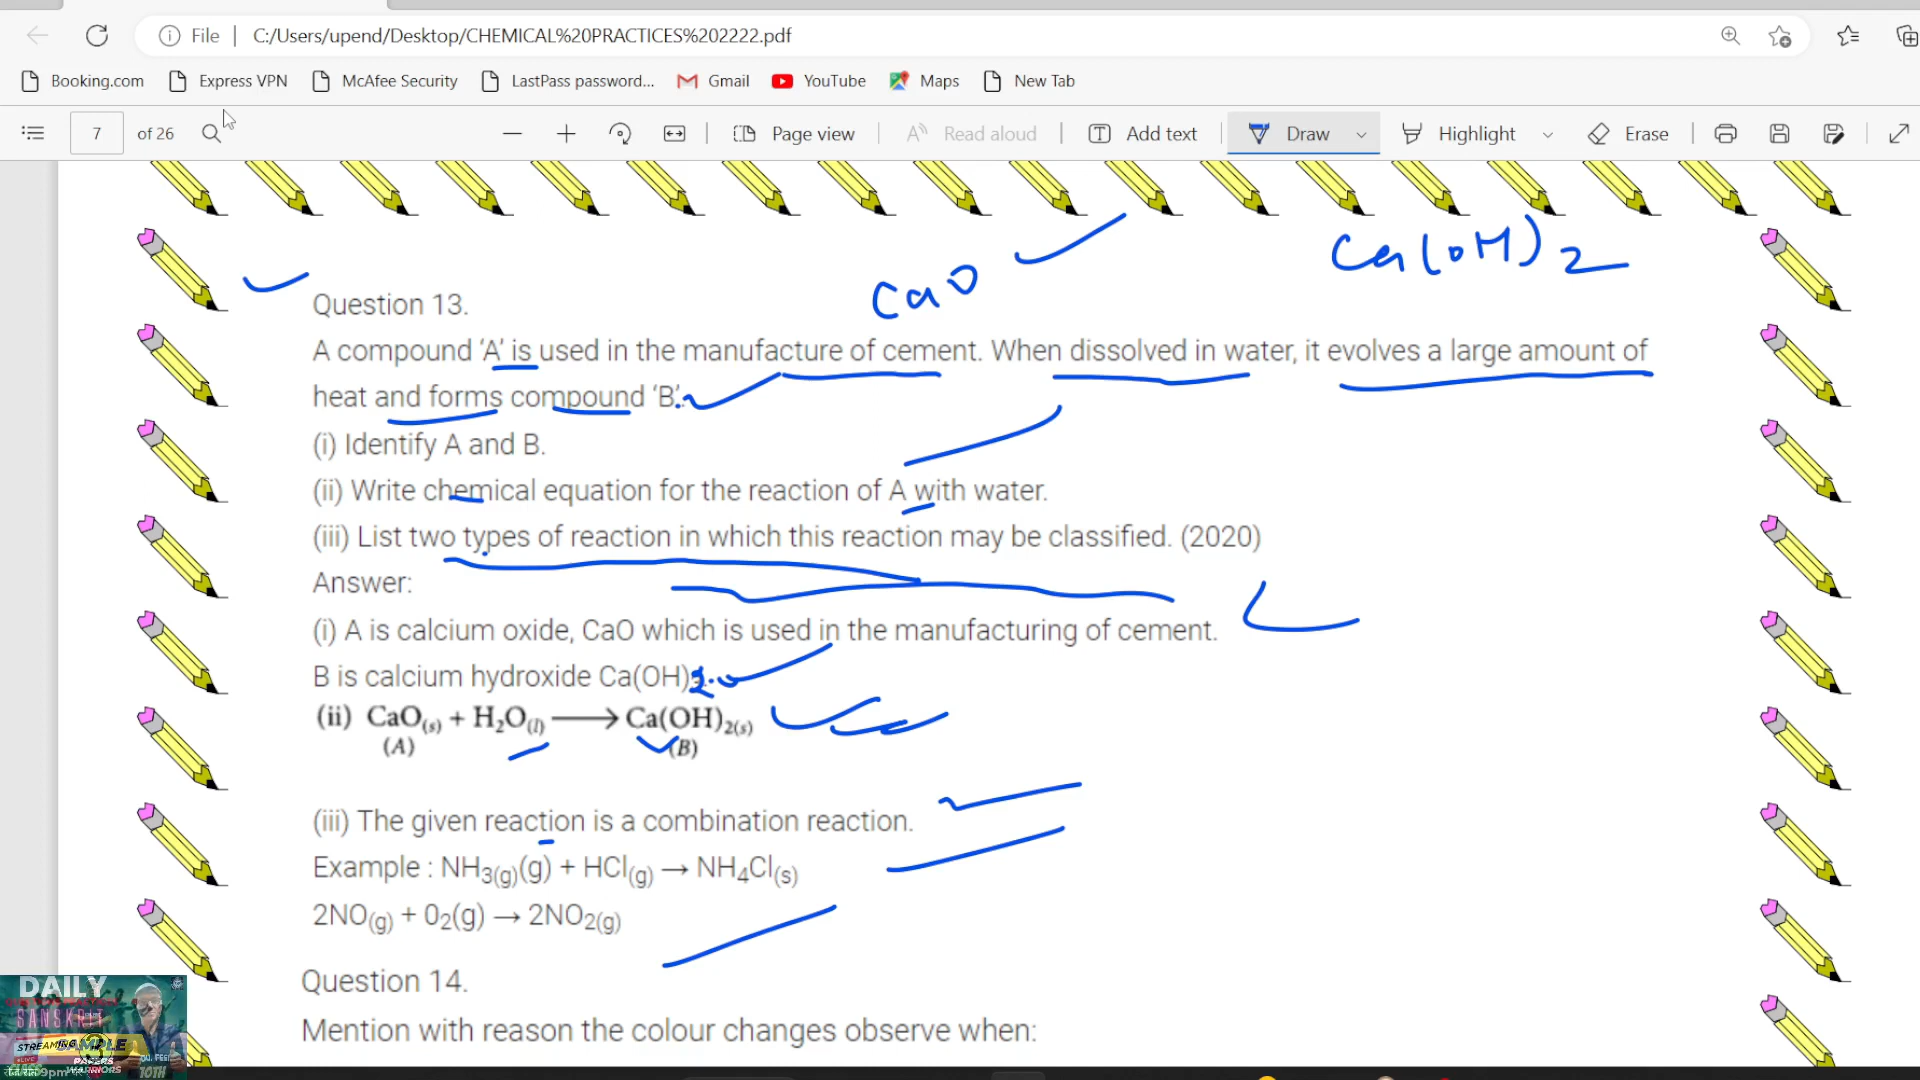 File | C:/Users/upend/Desktop/CHEMICAL%20PRACTICES%202222.pdf
Booking.com Express VPN McAfee Security LastPass password... Gmail YouTube Maps New Tab
7 of 26 Page view Read aloud Add text Draw Highlight Erase
CaO Ca(OH)2
Question 13.
A compound ‘A’ is used in the manufacture of cement. When dissolved in water, it evolves a large amount of
heat and forms compound ‘B’.
(i) Identify A and B.
(ii) Write chemical equation for the reaction of A with water.
(iii) List two types of reaction in which this reaction may be classified. (2020)
Answer:
(i) A is calcium oxide, CaO which is used in the manufacturing of cement.
B is calcium hydroxide Ca(OH)2.
(ii) CaO(s) + H2O(l) ⟶ Ca(OH)2(s)
(A) (B)
(iii) The given reaction is a combination reaction.
Example : NH3(g)(g) + HCl(g) → NH4Cl(s)
2NO(g) + 02(g) → 2NO2(g)
Question 14.
Mention with reason the colour changes observe when:
DAILY
SANSKRIT
STREAMING SAMPLE
PAPERS
WARRIORS
10TH